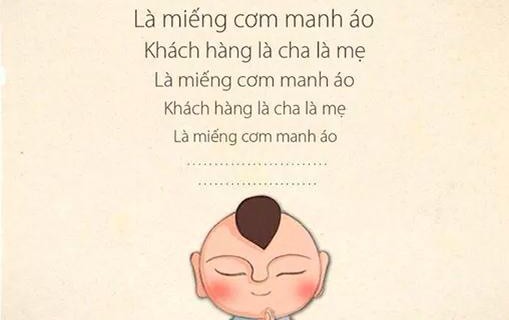 Là miếng cơm manh áo
Khách hàng là cha là mẹ
Là miếng cơm manh áo
Khách hàng là cha là mẹ
Là miếng cơm manh áo
...........................
.......................